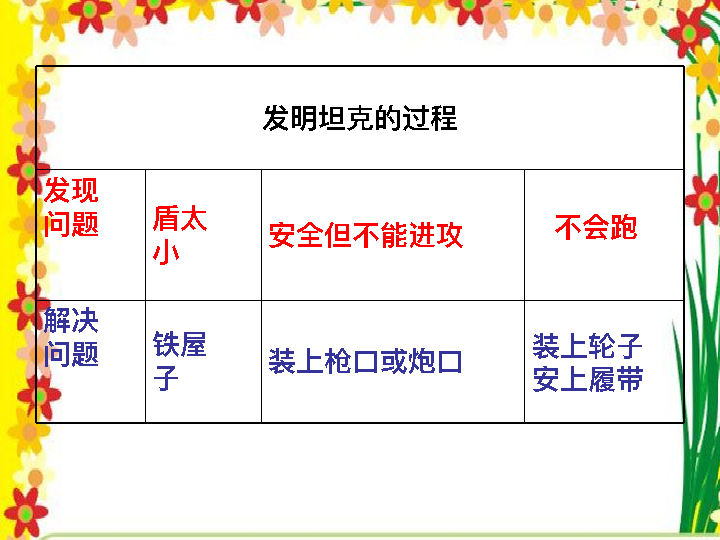 发明坦克的过程
发现
问题
盾太
小
安全但不能进攻
不会跑
解决
问题
铁屋
子
装上枪口或炮口
装上轮子
安上履带